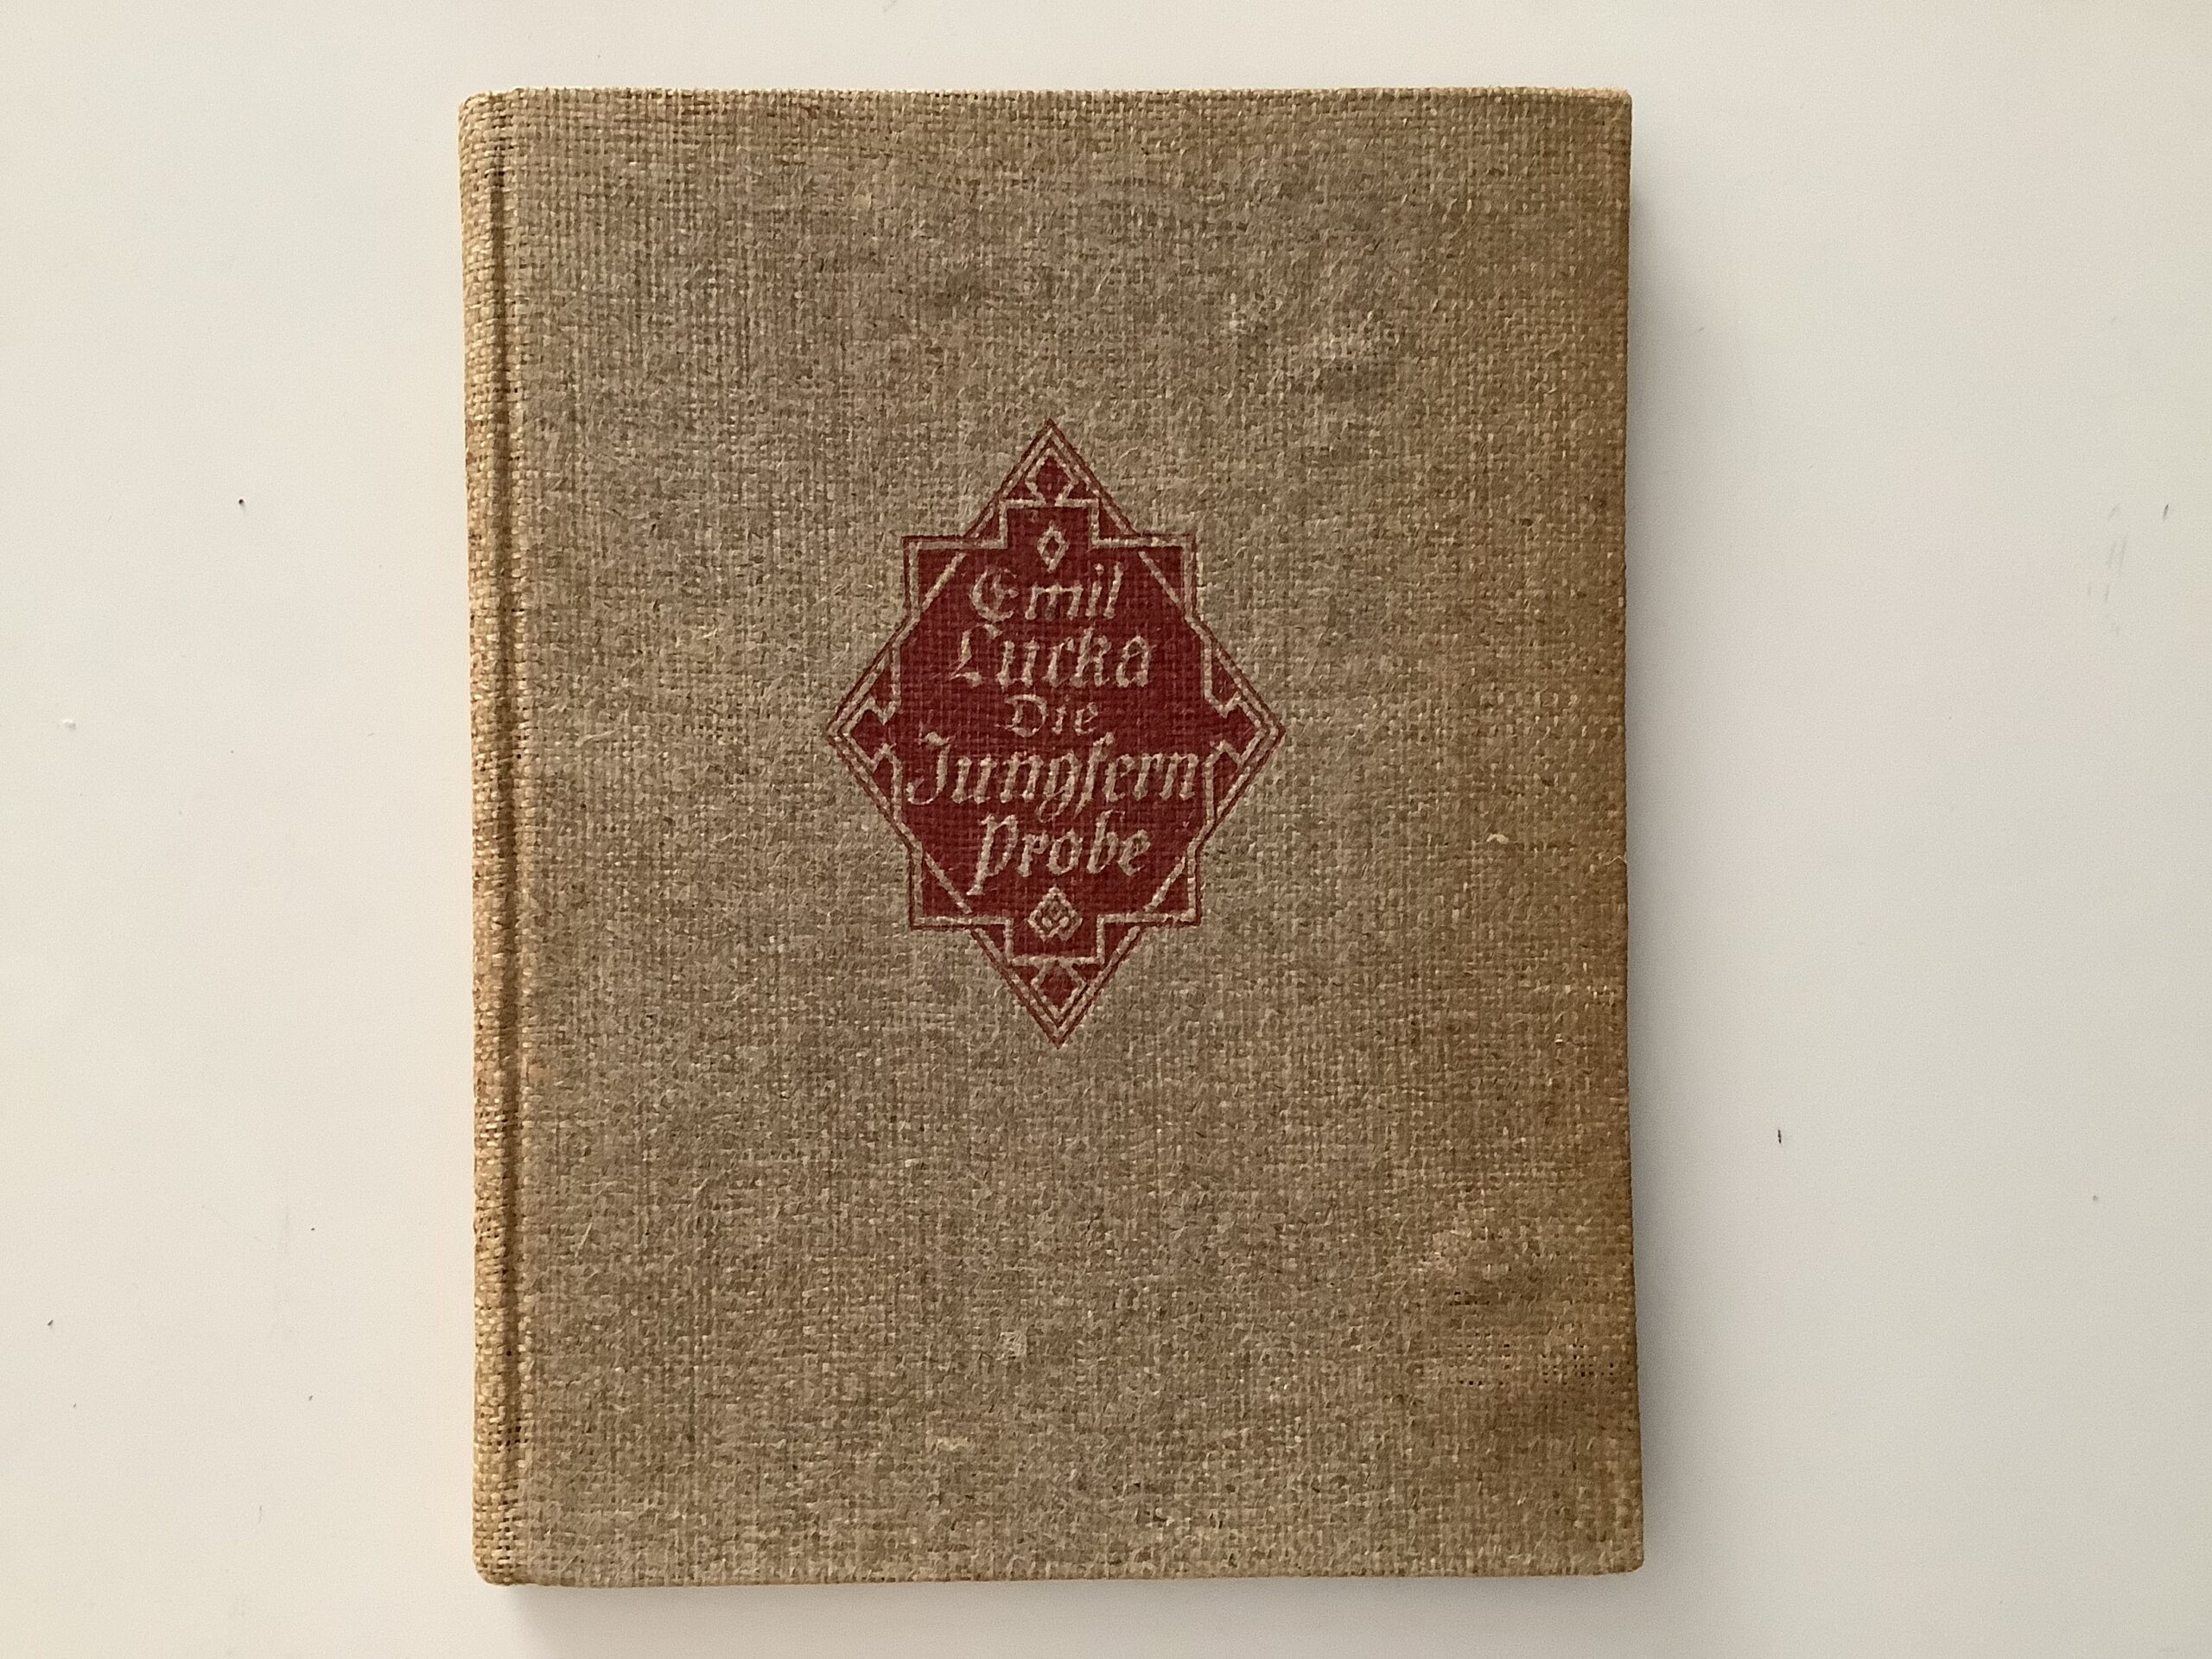 Emil
Lucka
Die
Jungfern
Probe